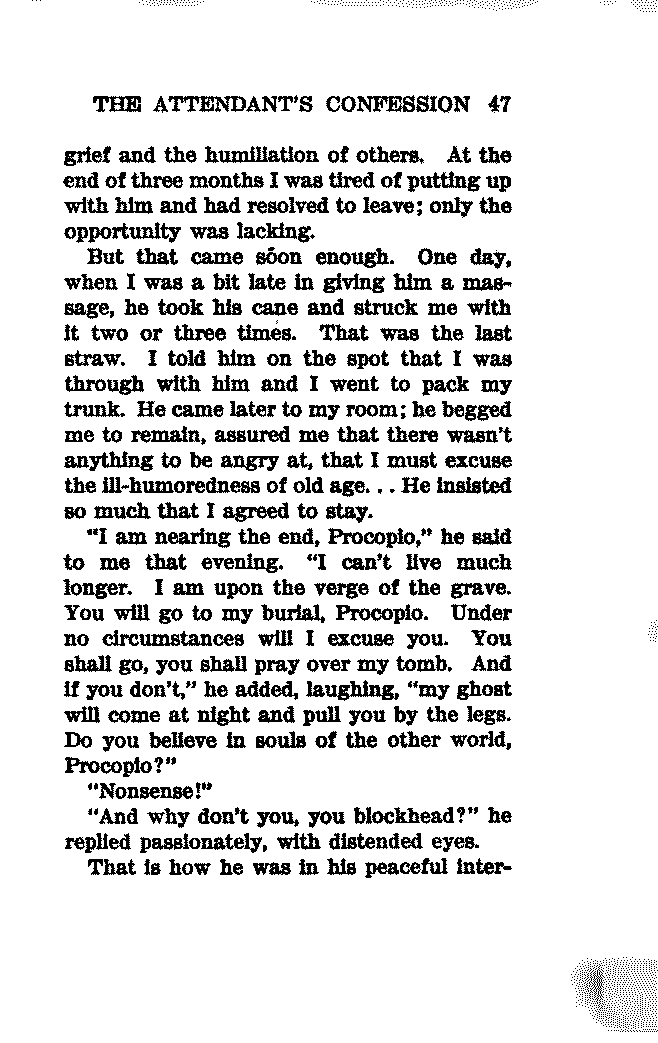 THE ATTENDANT'S CONFESSION 47
grief and the humiliation of others. At the
end of three months I was tired of putting up
with him and had resolved to leave; only the
opportunity was lacking.
But that came soon enough. One day,
when I was a bit late in giving him a mas-
sage, he took his cane and struck me with
it two or three times. That was the last
straw. I told him on the spot that I was
through with him and I went to pack my
trunk. He came later to my room; he begged
me to remain, assured me that there wasn't
anything to be angry at, that I must excuse
the ill-humoredness of old age... He insisted
so much that I agreed to stay.
"I am nearing the end, Procopio," he said
to me that evening. "I can't live much
longer. I am upon the verge of the grave.
You will go to my burial, Procopio. Under
no circumstances will I excuse you. You
shall go, you shall pray over my tomb. And
if you don't," he added, laughing, "my ghost
will come at night and pull you by the legs.
Do you believe in souls of the other world,
Procopio?"
"Nonsense!"
"And why don't you, you blockhead?" he
replied passionately, with distended eyes.
That is how he was in his peaceful inter-